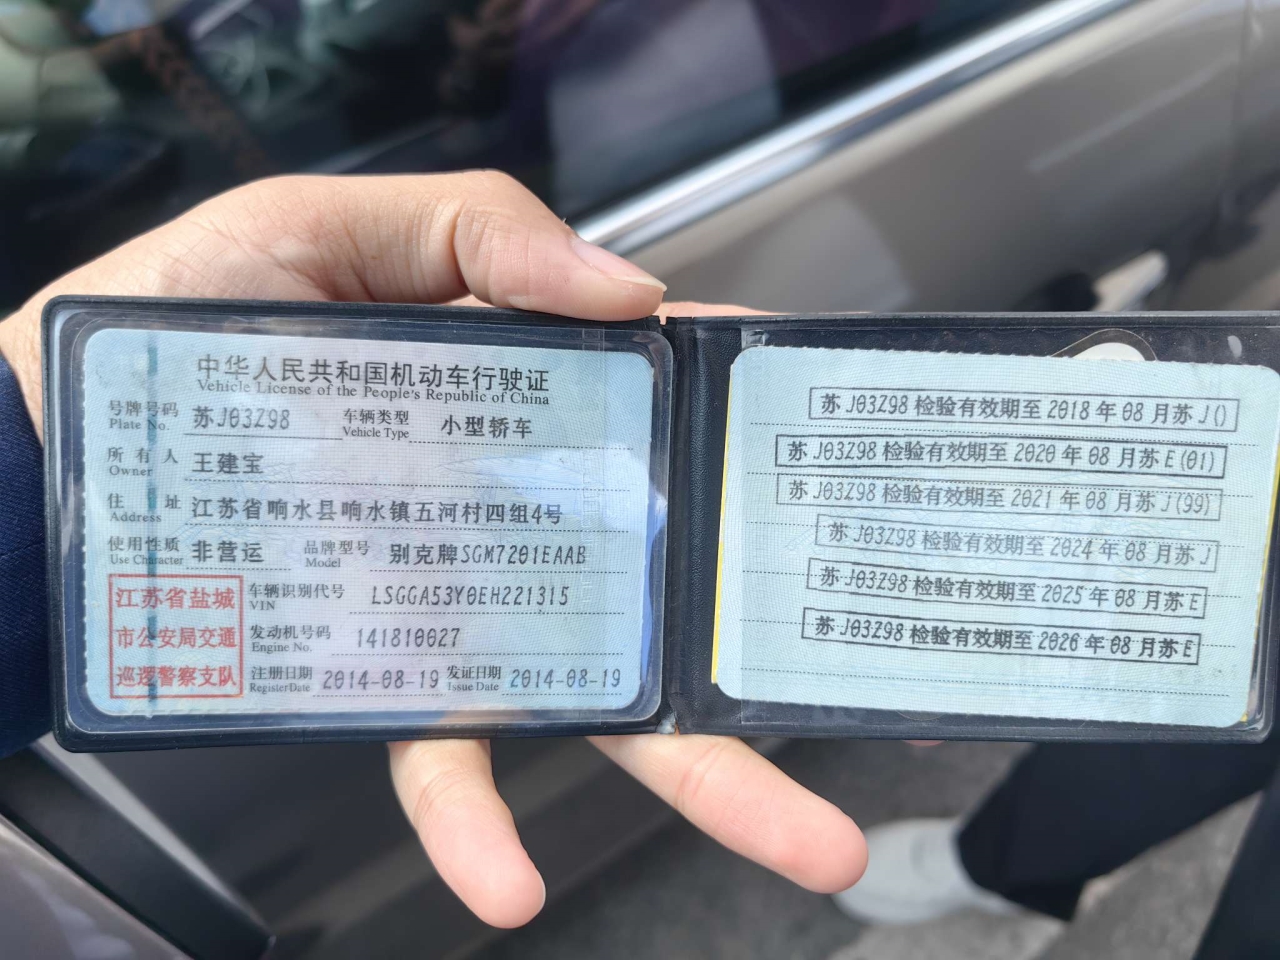 中华人民共和国机动车行驶证
Vehicle License of the People's Republic of China
号牌号码 苏J03Z98 车辆类型 小型轿车
Plate No. Vehicle Type
所有人 王建宝
Owner
住址 江苏省响水县响水镇五河村四组4号
Address
使用性质 非营运 品牌型号 别克牌SGM7201EAAB
Use Character Model
江苏省盐城
市公安局交通
巡逻警察支队
车辆识别代号 LSGGA53Y0EH221315
VIN
发动机号码 141810027
Engine No.
注册日期 2014-08-19 发证日期 2014-08-19
Register Date Issue Date
苏J03Z98 检验有效期至 2018年08月苏J()
苏J03Z98 检验有效期至 2020年08月苏E(01)
苏J03Z98 检验有效期至 2021年08月苏J(99)
苏J03Z98 检验有效期至 2024年08月苏J
苏J03Z98 检验有效期至 2025年08月苏E
苏J03Z98 检验有效期至 2026年08月苏E